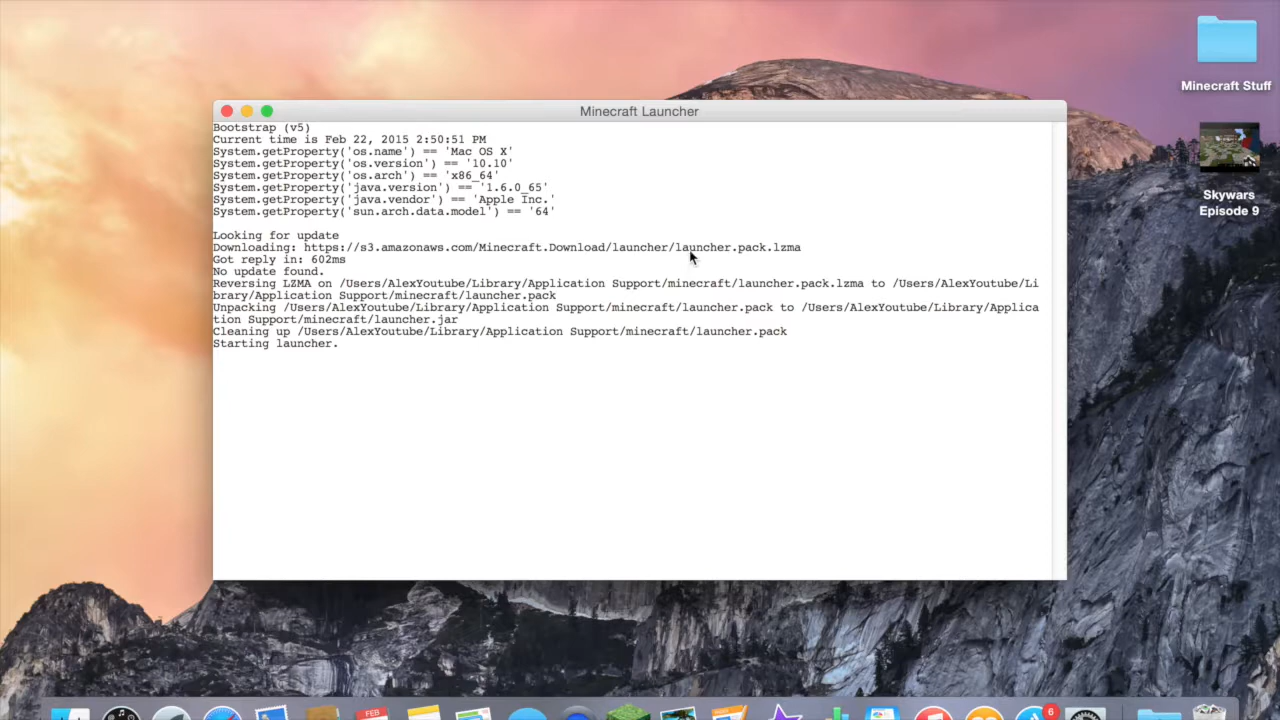 Minecraft Launcher
Bootstrap (v5)
Current time is Feb 22, 2015 2:50:51 PM
System.getProperty('os.name') == 'Mac OS X'
System.getProperty('os.version') == '10.10'
System.getProperty('os.arch') == 'x86_64'
System.getProperty('java.version') == '1.6.0_65'
System.getProperty('java.vendor') == 'Apple Inc.'
System.getProperty('sun.arch.data.model') == '64'
Looking for update
Downloading: https://s3.amazonaws.com/Minecraft.Download/launcher/launcher.pack.lzma
Got reply in: 602ms
No update found.
Reversing LZMA on /Users/AlexYoutube/Library/Application Support/minecraft/launcher.pack.lzma to /Users/AlexYoutube/Li
brary/Application Support/minecraft/launcher.pack
Unpacking /Users/AlexYoutube/Library/Application Support/minecraft/launcher.pack to /Users/AlexYoutube/Library/Applica
tion Support/minecraft/launcher.jar
Cleaning up /Users/AlexYoutube/Library/Application Support/minecraft/launcher.pack
Starting launcher.
Minecraft Stuff
Skywars
Episode 9
FEB
6